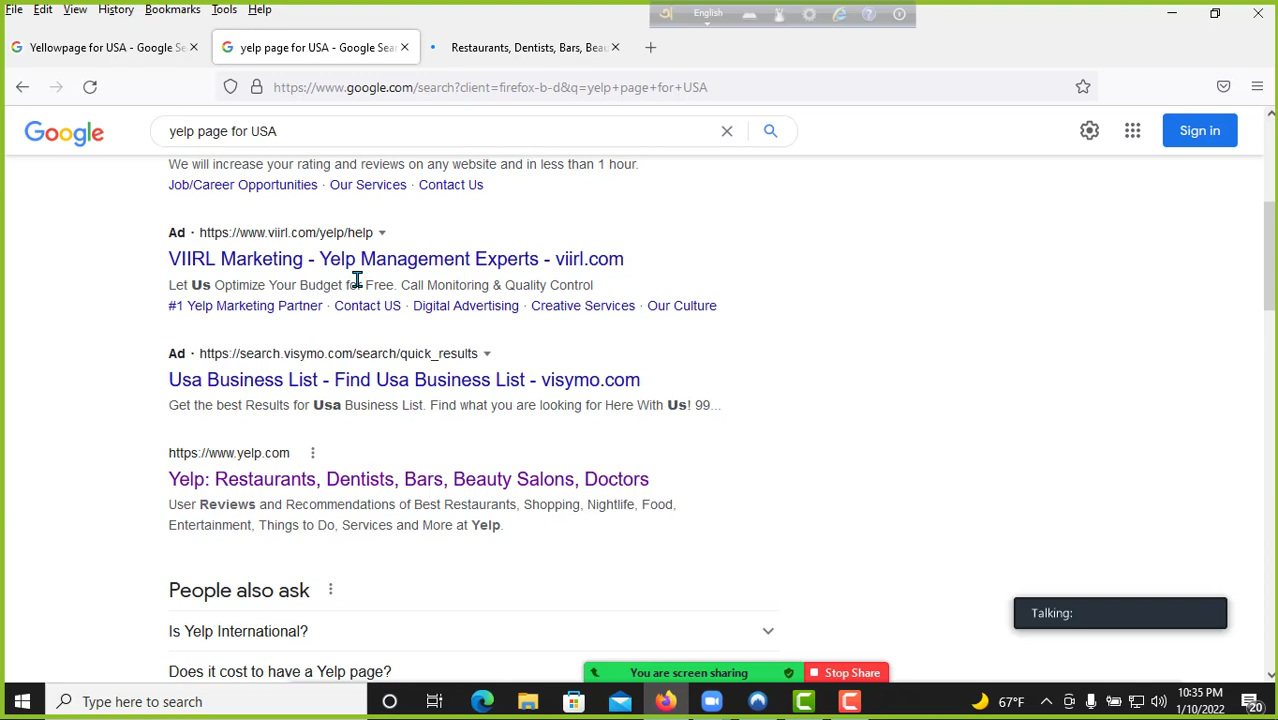 File Edit View History Bookmarks Tools Help
English
Yellowpage for USA - Google Se
yelp page for USA - Google Sear
Restaurants, Dentists, Bars, Beau
https://www.google.com/search?client=firefox-b-d&q=yelp+page+for+USA
Google
yelp page for USA
Sign in
We will increase your rating and reviews on any website and in less than 1 hour.
Job/Career Opportunities · Our Services · Contact Us
Ad · https://www.viirl.com/yelp/help
VIIRL Marketing - Yelp Management Experts - viirl.com
Let Us Optimize Your Budget for Free. Call Monitoring & Quality Control
#1 Yelp Marketing Partner · Contact US · Digital Advertising · Creative Services · Our Culture
Ad · https://search.visymo.com/search/quick_results
Usa Business List - Find Usa Business List - visymo.com
Get the best Results for Usa Business List. Find what you are looking for Here With Us! 99...
https://www.yelp.com
Yelp: Restaurants, Dentists, Bars, Beauty Salons, Doctors
User Reviews and Recommendations of Best Restaurants, Shopping, Nightlife, Food,
Entertainment, Things to Do, Services and More at Yelp.
People also ask
Is Yelp International?
Does it cost to have a Yelp page?
Talking:
You are screen sharing
Stop Share
Type here to search
67°F
10:35 PM
1/10/2022
20